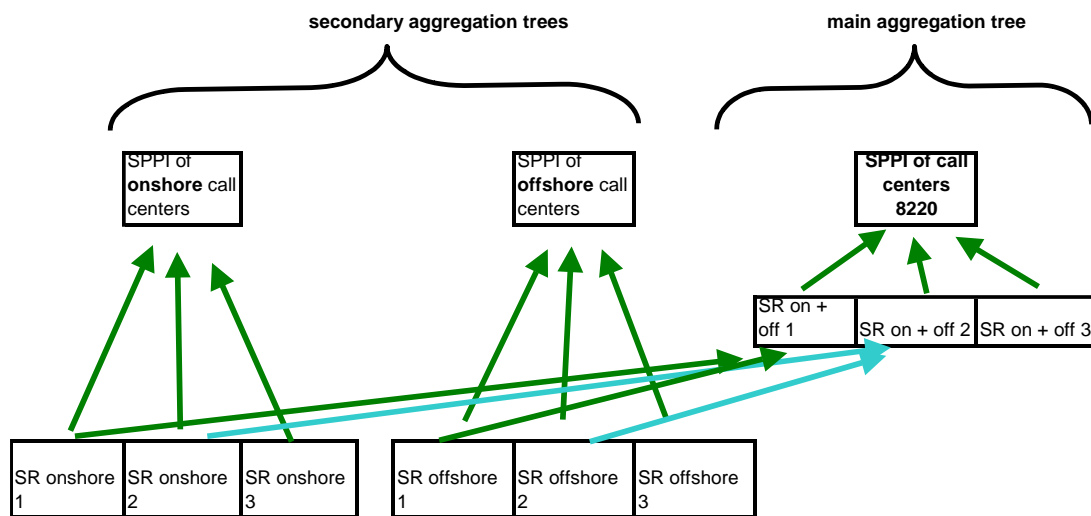 secondary aggregation trees
main aggregation tree
SPPI of
onshore call
centers
SPPI of
offshore call
centers
SPPI of call
centers
8220
SR on +
off 1
SR on + off 2
SR on + off 3
SR onshore
1
SR onshore
2
SR onshore
3
SR offshore
1
SR offshore
2
SR offshore
3